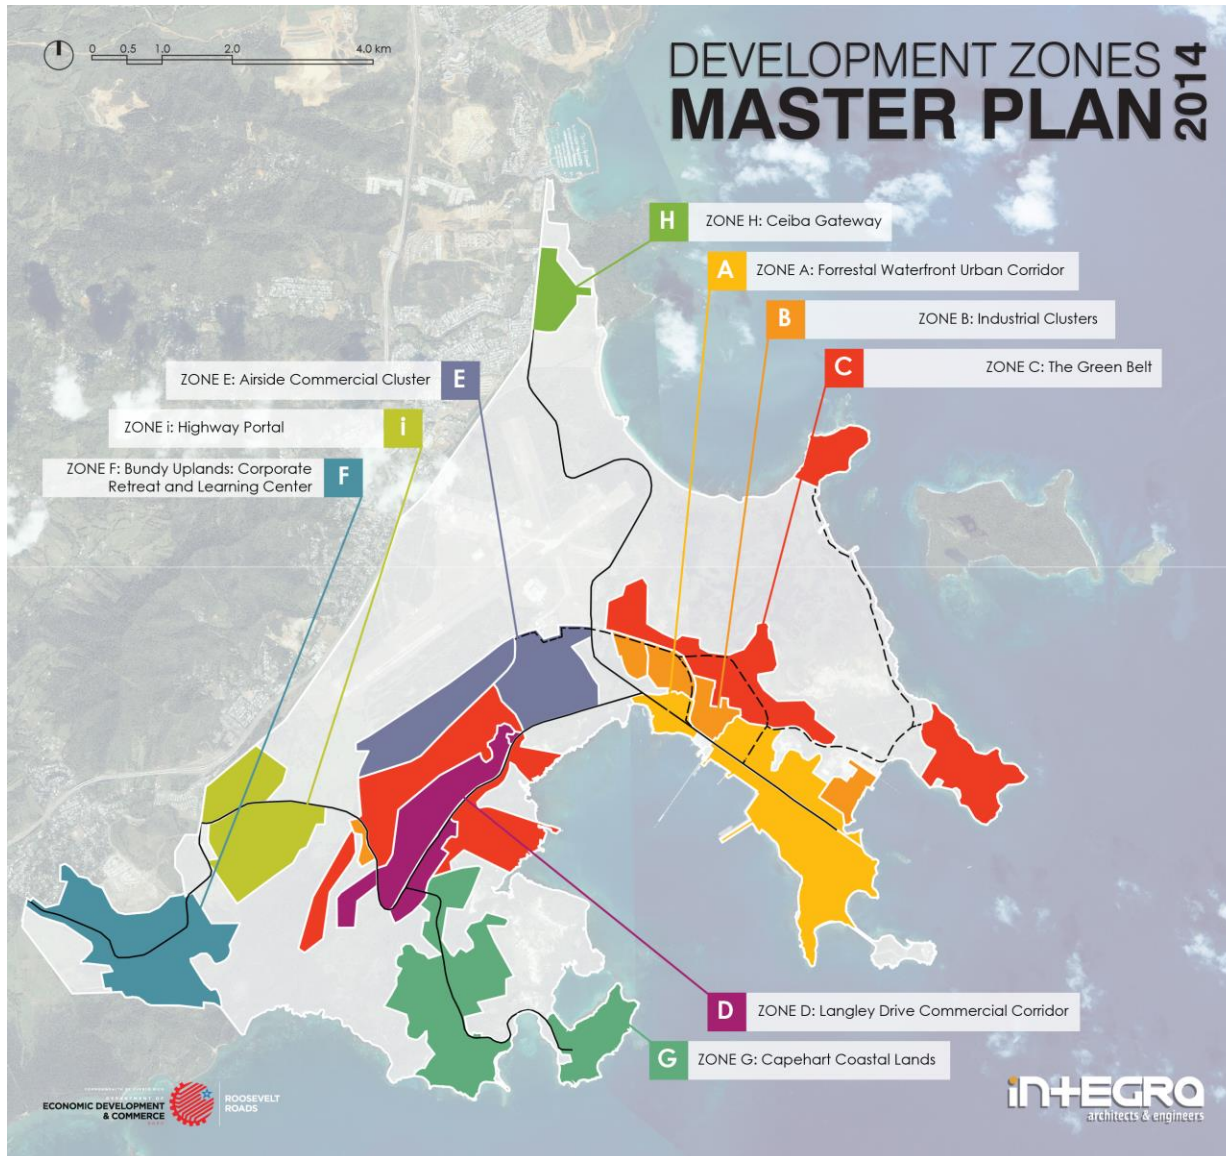 0 0.5 1.0 2.0 4.0 km
DEVELOPMENT ZONES
MASTER PLAN
2014
H ZONE H: Ceiba Gateway
A ZONE A: Forrestal Waterfront Urban Corridor
B ZONE B: Industrial Clusters
C ZONE C: The Green Belt
ZONE E: Airside Commercial Cluster E
ZONE i: Highway Portal i
ZONE F: Bundy Uplands: Corporate
Retreat and Learning Center F
D ZONE D: Langley Drive Commercial Corridor
G ZONE G: Capehart Coastal Lands
DEPARTMENT OF
ECONOMIC DEVELOPMENT
& COMMERCE
ROOSEVELT
ROADS
inTEGRA
architects & engineers